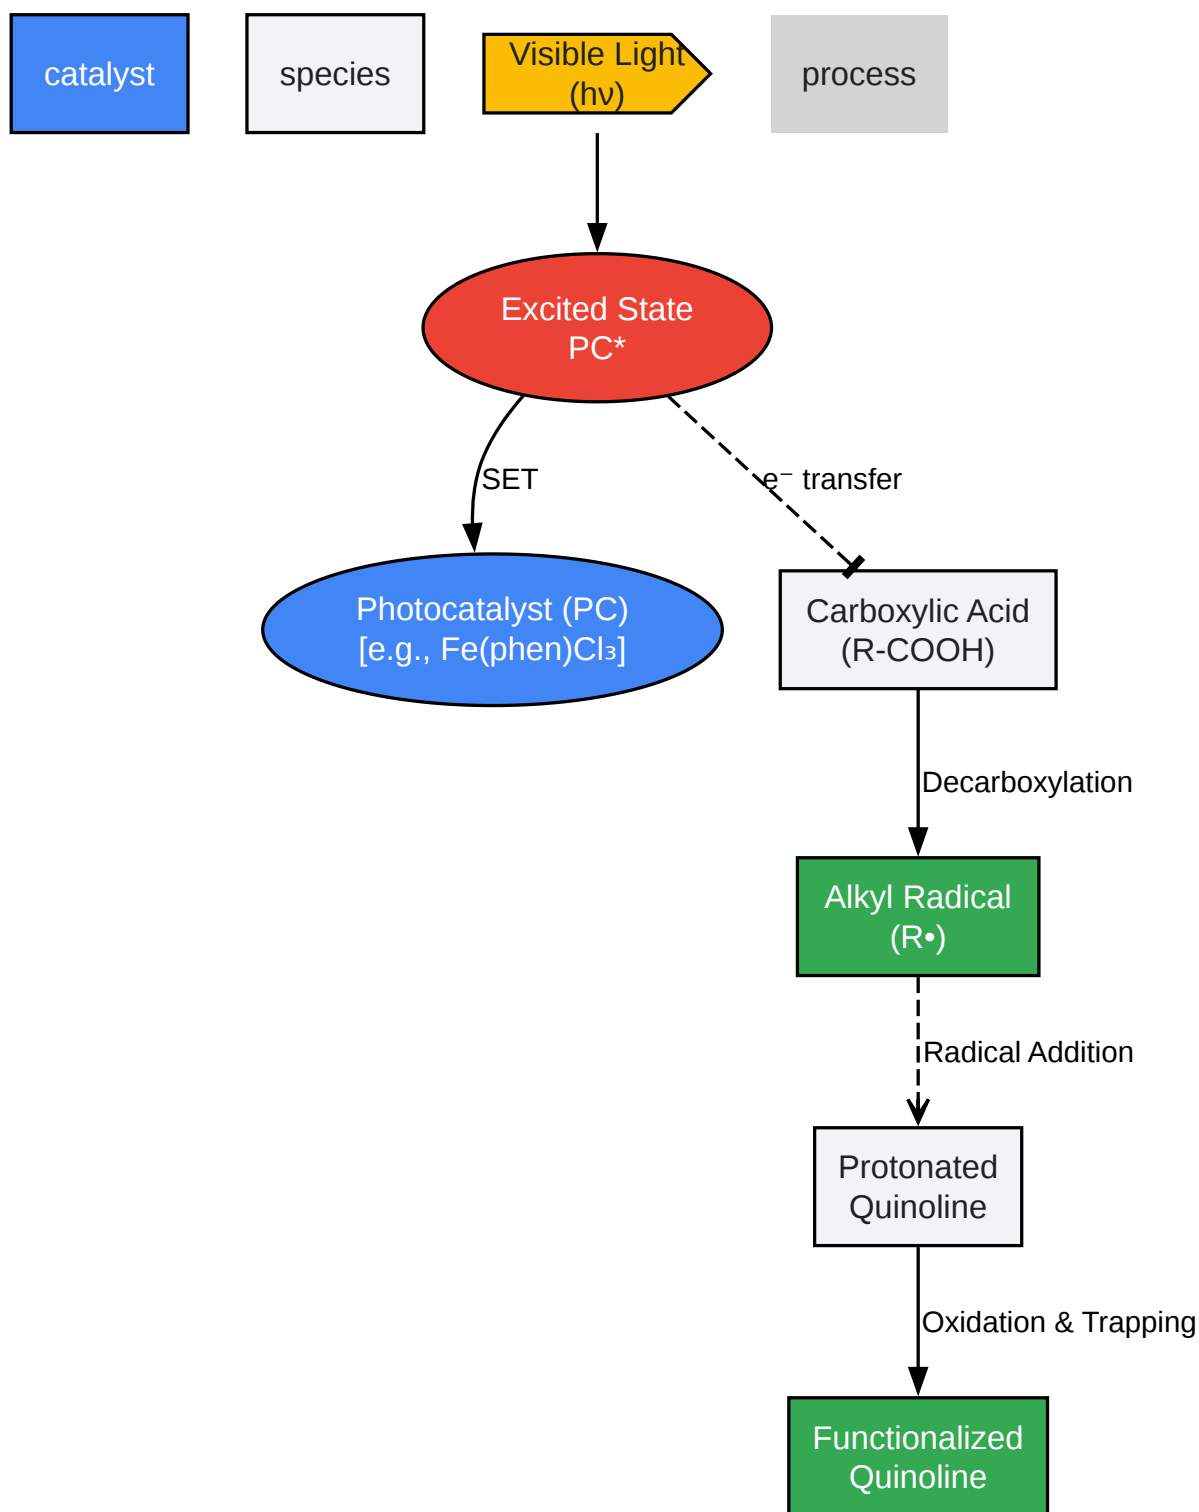 catalyst
species
Visible Light
(hν)
process
Excited State
PC*
SET
e⁻ transfer
Photocatalyst (PC)
[e.g., Fe(phen)Cl₃]
Carboxylic Acid
(R-COOH)
Decarboxylation
Alkyl Radical
(R•)
Radical Addition
Protonated
Quinoline
Oxidation & Trapping
Functionalized
Quinoline